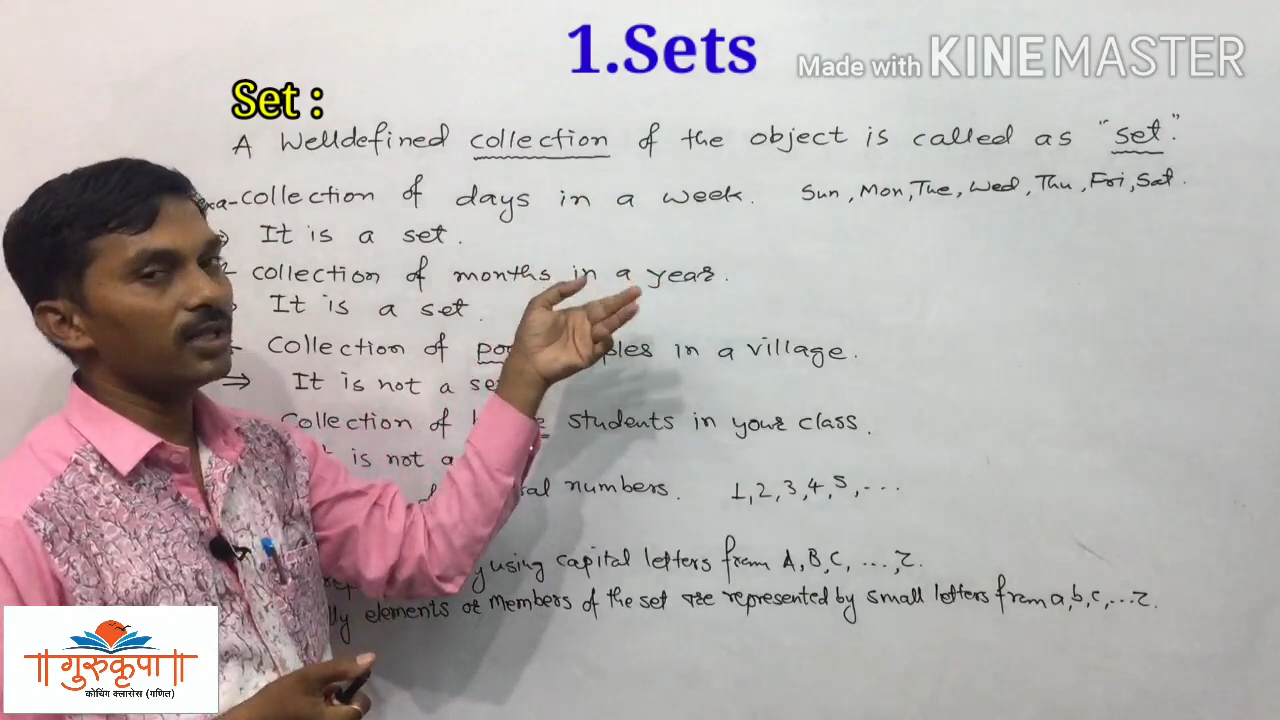 1.Sets
Made with KINEMASTER
Set :
A Welldefined collection of the object is called as "set."
collection of days in a week. Sun, Mon, Tue, Wed, Thu, Fri, Sat.
It is a set.
collection of months in a year.
⇒ It is a set.
Collection of in a village.
⇒ It is not a set
Collection of students in your class.
is not a
numbers. 1, 2, 3, 4, 5, ...
using capital letters from A, B, C, ..., Z.
elements or Members of the set are represented by small letters from a, b, c, ... z.
॥ गुरुकृपा ॥
कोचिंग क्लासेस (गणित)